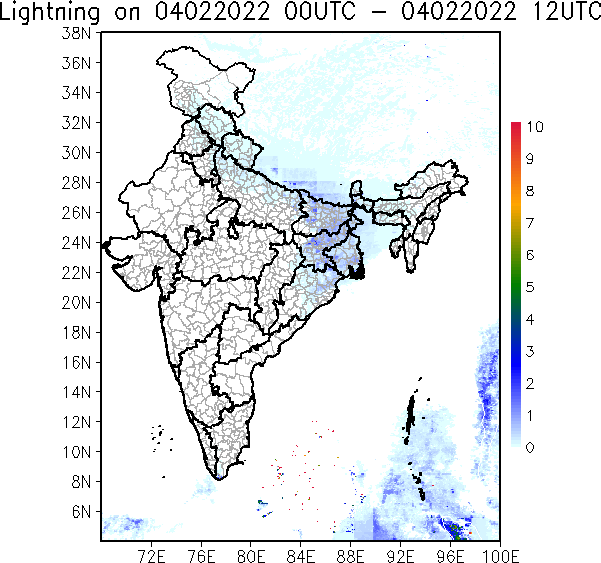 Lightning on 04022022 00UTC – 04022022 12UTC
38N
36N
34N
32N
30N
28N
26N
24N
22N
20N
18N
16N
14N
12N
10N
8N
6N
72E 76E 80E 84E 88E 92E 96E 100E
10
9
8
7
6
5
4
3
2
1
0